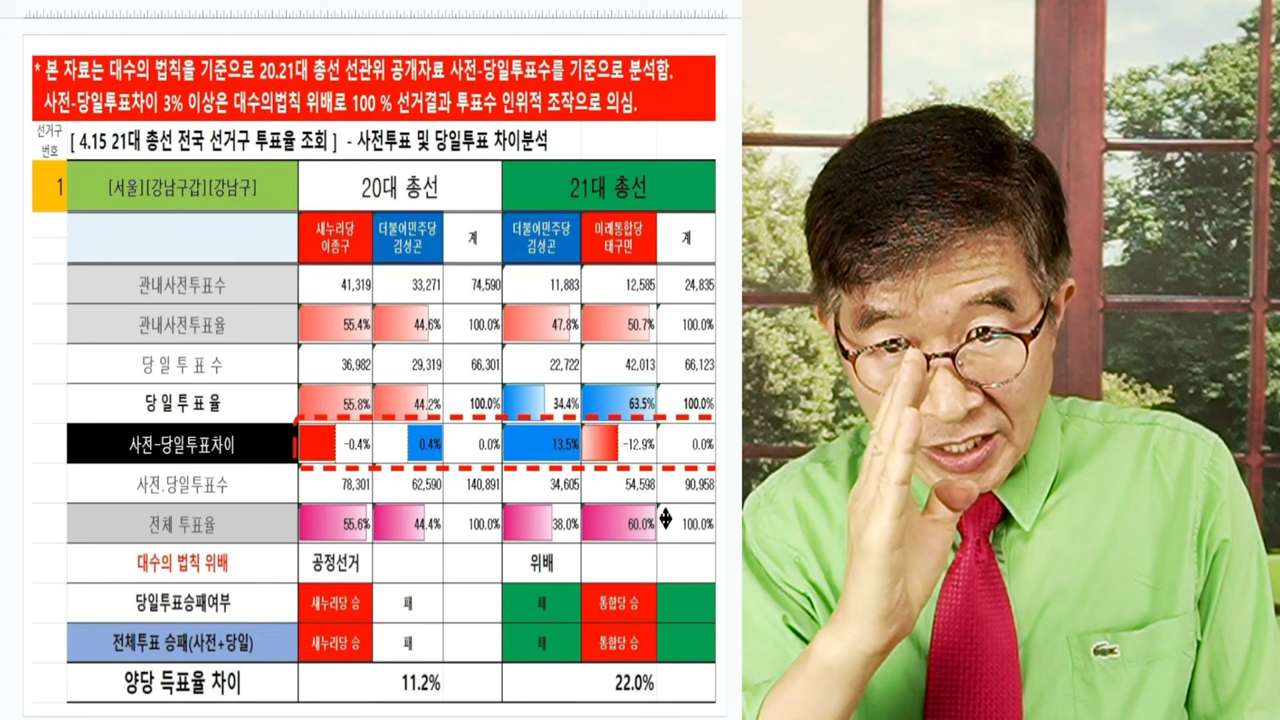 * 본 자료는 대수의 법칙을 기준으로 20.21대 총선 선관위 공개자료 사전-당일투표수를 기준으로 분석함.
사전-당일투표차이 3% 이상은 대수의법칙 위배로 100 % 선거결과 투표수 인위적 조작으로 의심.
선거구
번호
[ 4.15 21대 총선 전국 선거구 투표율 조회 ] - 사전투표 및 당일투표 차이분석
1 [서울][강남구갑][강남구] 20대 총선 21대 총선
새누리당 이종구 더불어민주당 김성곤 계 더불어민주당 김성곤 미래통합당 태구민 계
관내사전투표수 41,319 33,271 74,590 11,883 12,585 24,835
관내사전투표율 55.4% 44.6% 100.0% 47.8% 50.7% 100.0%
당 일 투 표 수 36,982 29,319 66,301 22,722 42,013 66,123
당 일 투 표 율 55.8% 44.2% 100.0% 34.4% 63.5% 100.0%
사전-당일투표차이 -0.4% 0.4% 0.0% 13.5% -12.9% 0.0%
사전.당일투표수 78,301 62,590 140,891 34,605 54,598 90,958
전체 투표율 55.6% 44.4% 100.0% 38.0% 60.0% 100.0%
대수의 법칙 위배 공정선거 위배
당일투표승패여부 새누리당 승 패 패 통합당 승
전체투표 승패(사전+당일) 새누리당 승 패 패 통합당 승
양당 득표율 차이 11.2% 22.0%